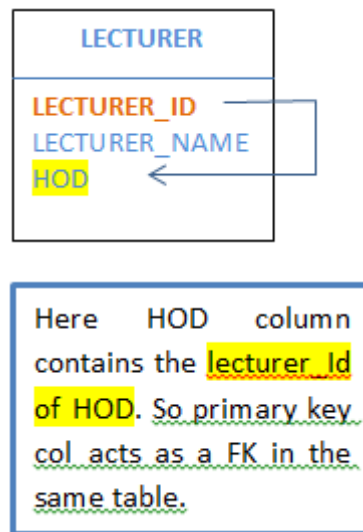 LECTURER
LECTURER_ID
LECTURER_NAME
HOD
Here HOD column
contains the lecturer_Id
of HOD. So primary key
col acts as a FK in the
same table.